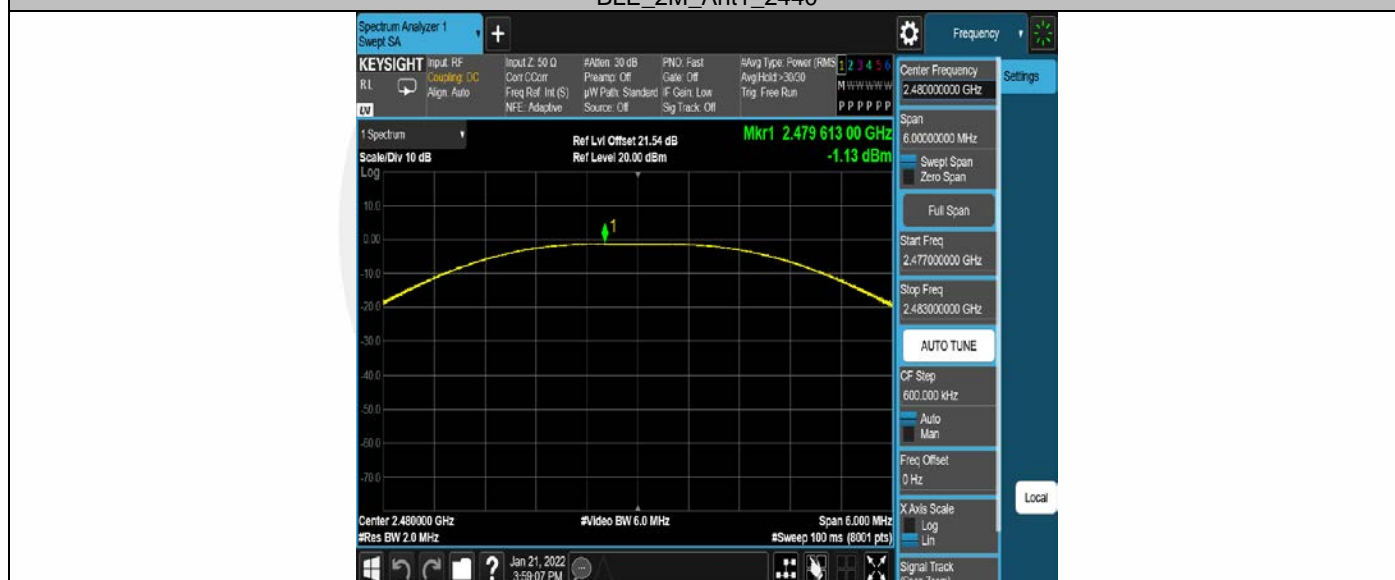 BLE_2M_Ant1_2440
Spectrum Analyzer 1
Swept SA
+
Frequency
KEYSIGHT
Input: RF
Coupling: DC
Align: Auto
RL
LV
Input Z: 50 Ω
Corr CCorr
Freq Ref: Int (S)
NFE: Adaptive
#Atten: 30 dB
Preamp: Off
µW Path: Standard
Source: Off
PNO: Fast
Gate: Off
IF Gain: Low
Sig Track: Off
#Avg Type: Power (RMS
Avg|Hold:>30/30
Trig: Free Run
1 2 3 4 5 6
M W W W W W
P P P P P P
Center Frequency
2.480000000 GHz
Settings
1 Spectrum
Ref Lvl Offset 21.54 dB
Mkr1 2.479 613 00 GHz
Scale/Div 10 dB
Ref Level 20.00 dBm
-1.13 dBm
Log
10.0
0.00
-10.0
-20.0
-30.0
-40.0
-50.0
-60.0
-70.0
1
Span
6.00000000 MHz
Swept Span
Zero Span
Full Span
Start Freq
2.477000000 GHz
Stop Freq
2.483000000 GHz
AUTO TUNE
CF Step
600.000 kHz
Auto
Man
Freq Offset
0 Hz
X Axis Scale
Log
Lin
Local
Signal Track
(Span Zoom)
Center 2.480000 GHz
#Video BW 6.0 MHz
Span 6.000 MHz
#Res BW 2.0 MHz
#Sweep 100 ms (8001 pts)
?
Jan 21, 2022
3:59:07 PM